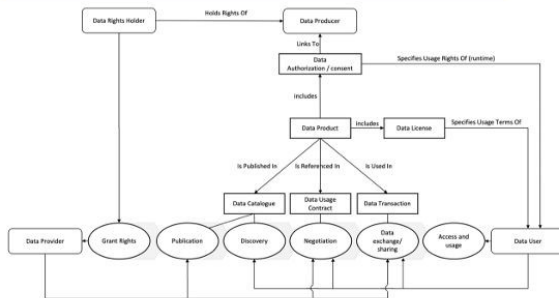 Data Rights Holder
Holds Rights Of
Data Producer
Links To
Data
Authorization / consent
Specifies Usage Rights Of (runtime)
Includes
Data Product
Includes
Data License
Specifies Usage Terms Of
Is Published In
Is Referenced In
Is Used In
Data Catalogue
Data Usage
Contract
Data Transaction
Data Provider
Grant Rights
Publication
Discovery
Negotiation
Data
exchange/
sharing
Access and
usage
Data User